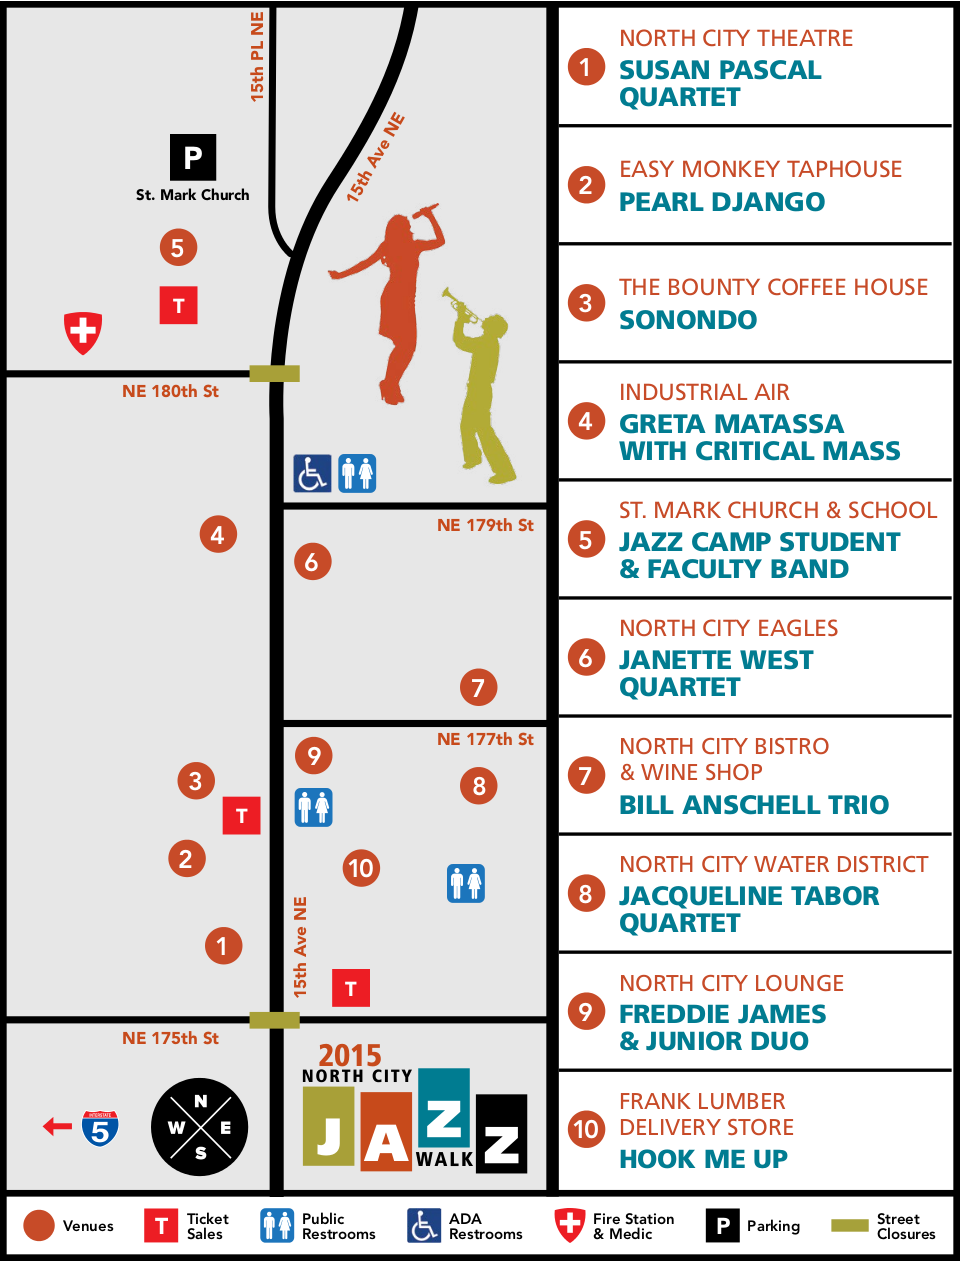 15th PL NE
15th Ave NE
P
St. Mark Church
5
T
NE 180th St
4
NE 179th St
6
7
NE 177th St
9
8
3
T
2
10
1
15th Ave NE
T
NE 175th St
INTERSTATE
5
N
W E
S
2015
NORTH CITY
JAZZ
WALK
1
NORTH CITY THEATRE
SUSAN PASCAL
QUARTET
2
EASY MONKEY TAPHOUSE
PEARL DJANGO
3
THE BOUNTY COFFEE HOUSE
SONONDO
4
INDUSTRIAL AIR
GRETA MATASSA
WITH CRITICAL MASS
5
ST. MARK CHURCH & SCHOOL
JAZZ CAMP STUDENT
& FACULTY BAND
6
NORTH CITY EAGLES
JANETTE WEST
QUARTET
7
NORTH CITY BISTRO
& WINE SHOP
BILL ANSCHELL TRIO
8
NORTH CITY WATER DISTRICT
JACQUELINE TABOR
QUARTET
9
NORTH CITY LOUNGE
FREDDIE JAMES
& JUNIOR DUO
10
FRANK LUMBER
DELIVERY STORE
HOOK ME UP
Venues
T
Ticket
Sales
Public
Restrooms
ADA
Restrooms
Fire Station
& Medic
P
Parking
Street
Closures